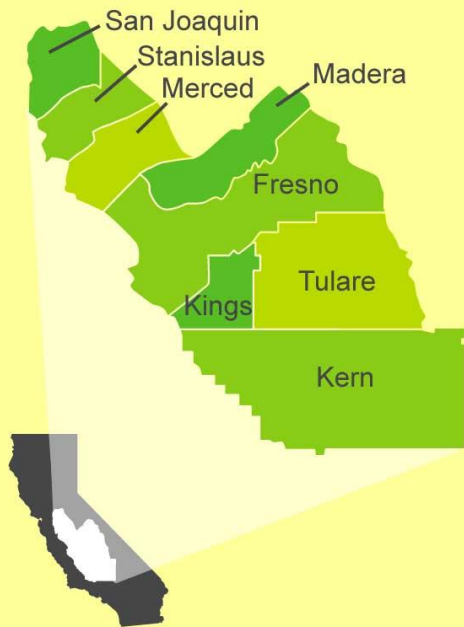 San Joaquin
Stanislaus
Merced
Madera
Fresno
Tulare
Kings
Kern